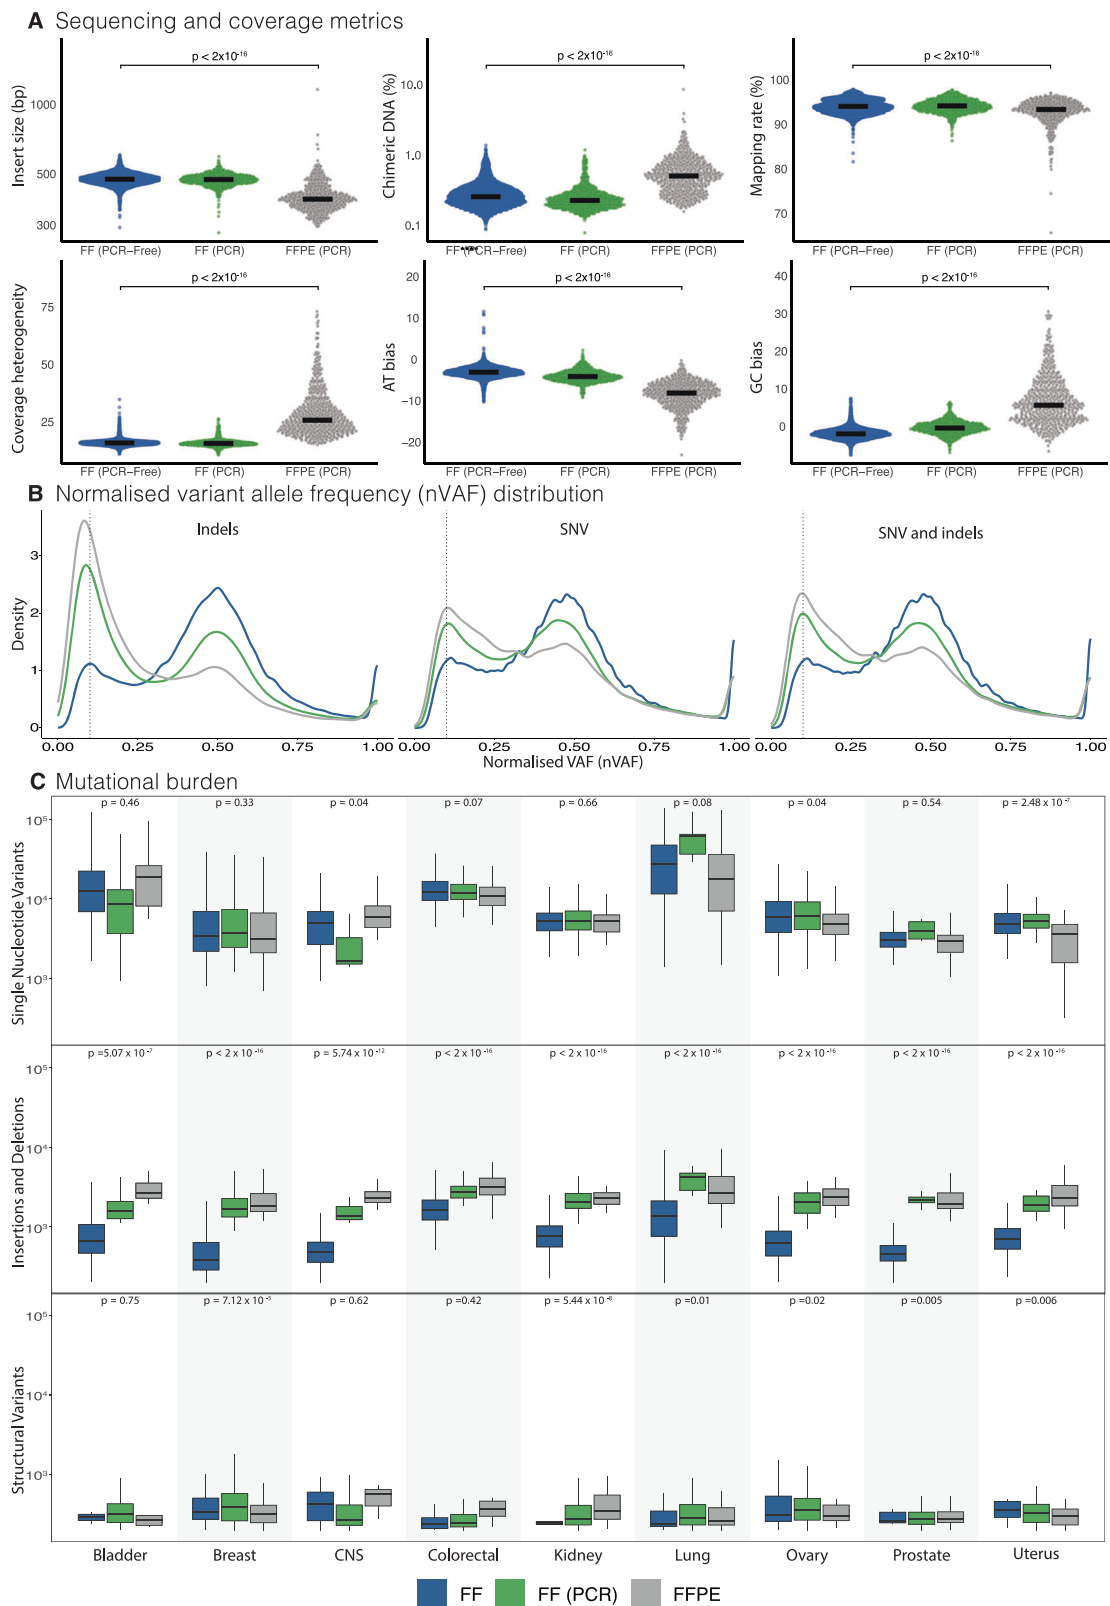 A Sequencing and coverage metrics
p < 2x10⁻¹⁶
Insert size (bp)
1000
500
300
FF (PCR−Free) FF (PCR) FFPE (PCR)
p < 2x10⁻¹⁶
Chimeric DNA (%)
10.0
1.0
0.1
FF (PCR−Free) FF (PCR) FFPE (PCR)
p < 2x10⁻¹⁶
Mapping rate (%)
100
90
80
70
FF (PCR−Free) FF (PCR) FFPE (PCR)
p < 2x10⁻¹⁶
Coverage heterogeneity
75
50
25
FF (PCR−Free) FF (PCR) FFPE (PCR)
p < 2x10⁻¹⁶
AT bias
20
10
0
−10
−20
FF (PCR−Free) FF (PCR) FFPE (PCR)
p < 2x10⁻¹⁶
GC bias
40
30
20
10
0
FF (PCR−Free) FF (PCR) FFPE (PCR)
B Normalised variant allele frequency (nVAF) distribution
Indels SNV SNV and indels
Density
3
2
1
0
0.00 0.25 0.50 0.75 1.00 0.25 0.50 0.75 1.00 0.00 0.25 0.50 0.75 1.00
Normalised VAF (nVAF)
C Mutational burden
p = 0.46 p = 0.33 p = 0.04 p = 0.07 p = 0.66 p = 0.08 p = 0.04 p = 0.54 p = 2.48 x 10⁻⁷
Single Nucleotide Variants
10⁵
10⁴
10³
p =5.07 x 10⁻⁷ p < 2 x 10⁻¹⁶ p = 5.74 x 10⁻¹² p < 2 x 10⁻¹⁶ p < 2 x 10⁻¹⁶ p < 2 x 10⁻¹⁶ p < 2 x 10⁻¹⁶ p < 2 x 10⁻¹⁶ p < 2 x 10⁻¹⁶
Insertions and Deletions
10⁵
10⁴
10³
p = 0.75 p = 7.12 x 10⁻⁵ p = 0.62 p =0.42 p = 5.44 x 10⁻⁸ p =0.01 p = 0.02 p = 0.005 p =0.006
Structural Variants
10⁵
10⁴
10³
Bladder Breast CNS Colorectal Kidney Lung Ovary Prostate Uterus
FF FF (PCR) FFPE